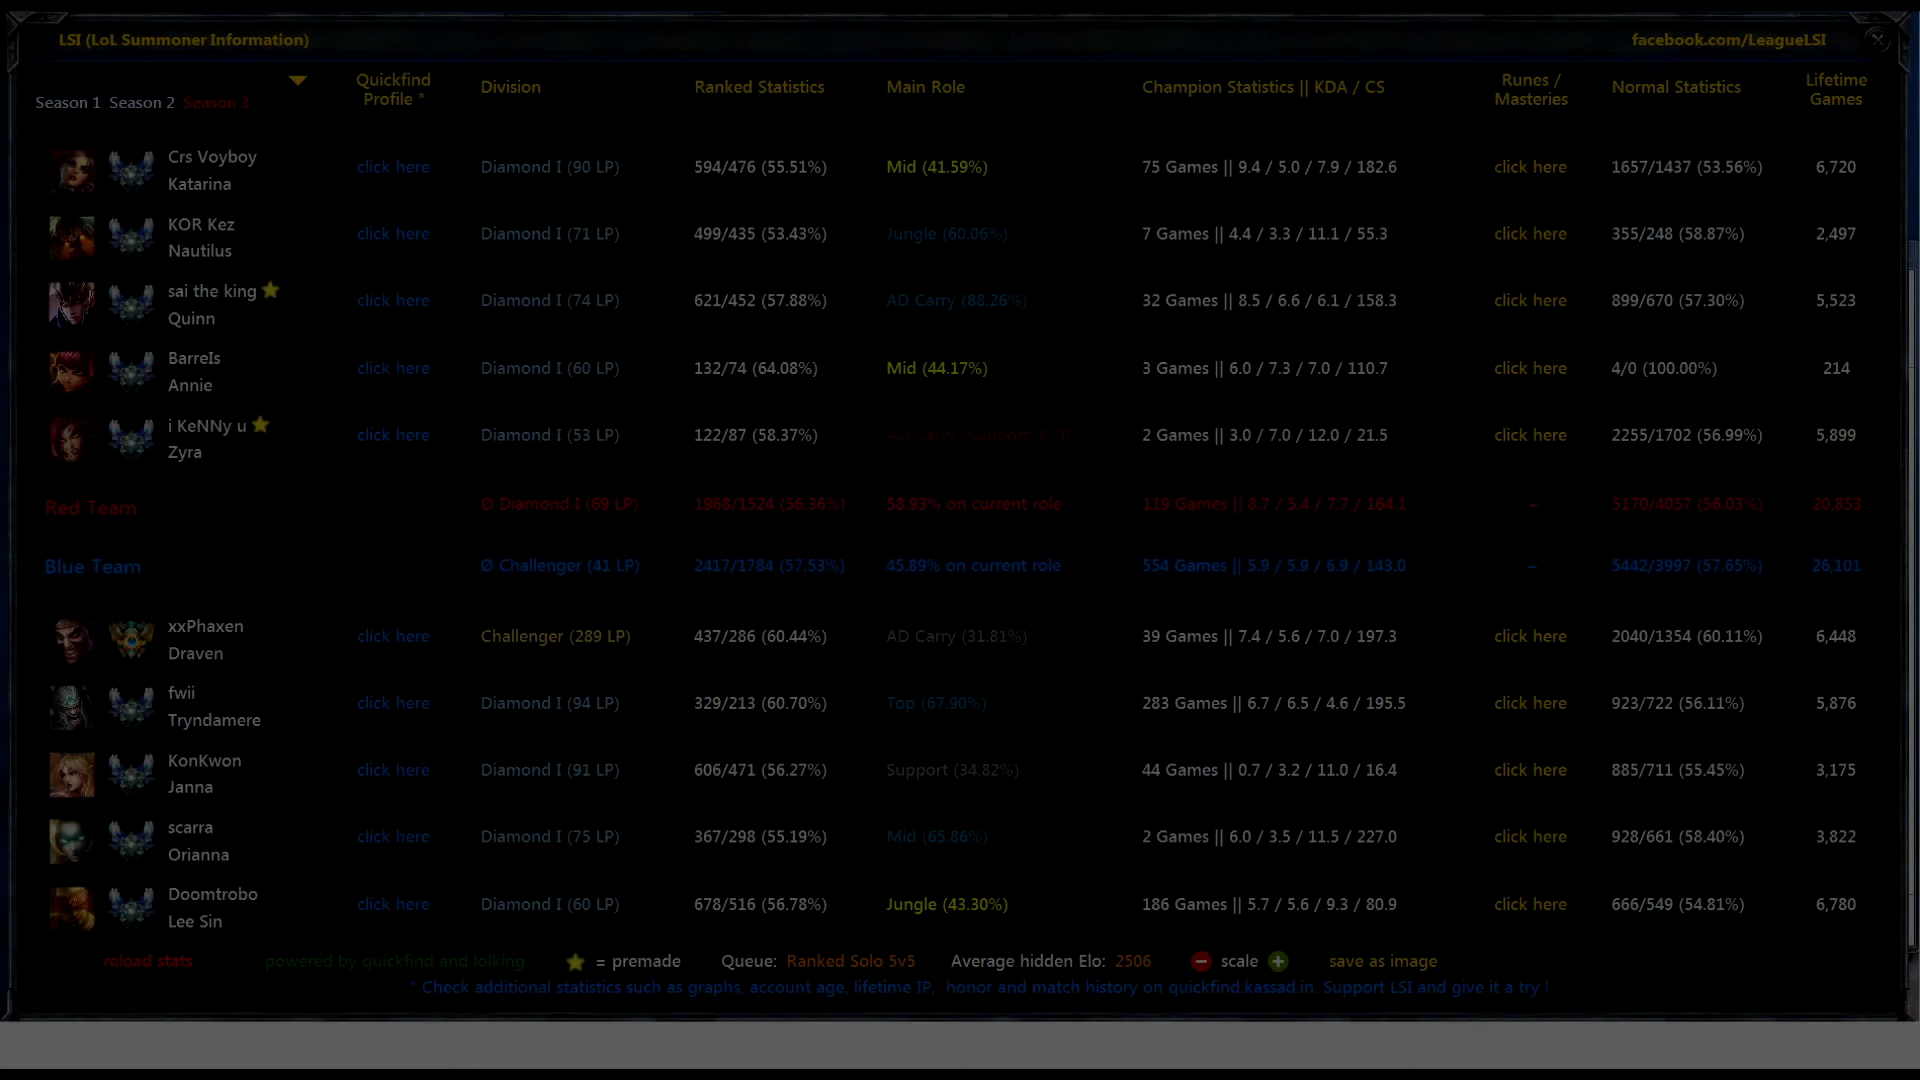 LSI (LoL Summoner Information) facebook.com/LeagueLSI
Season 1 Season 2 Season 3 Quickfind Profile * Division Ranked Statistics Main Role Champion Statistics || KDA / CS Runes / Masteries Normal Statistics Lifetime Games
Crs Voyboy
Katarina click here Diamond I (90 LP) 594/476 (55.51%) Mid (41.59%) 75 Games || 9.4 / 5.0 / 7.9 / 182.6 click here 1657/1437 (53.56%) 6,720
KOR Kez
Nautilus click here Diamond I (71 LP) 499/435 (53.43%) Jungle (60.06%) 7 Games || 4.4 / 3.3 / 11.1 / 55.3 click here 355/248 (58.87%) 2,497
sai the king
Quinn click here Diamond I (74 LP) 621/452 (57.88%) AD Carry (88.26%) 32 Games || 8.5 / 6.6 / 6.1 / 158.3 click here 899/670 (57.30%) 5,523
BarreIs
Annie click here Diamond I (60 LP) 132/74 (64.08%) Mid (44.17%) 3 Games || 6.0 / 7.3 / 7.0 / 110.7 click here 4/0 (100.00%) 214
i KeNNy u
Zyra click here Diamond I (53 LP) 122/87 (58.37%) AD Carry (Support: 2 Games || 3.0 / 7.0 / 12.0 / 21.5 click here 2255/1702 (56.99%) 5,899
Red Team Ø Diamond I (69 LP) 1968/1524 (56.36%) 58.93% on current role 119 Games || 8.7 / 5.4 / 7.7 / 164.1 – 5170/4057 (56.03%) 20,853
Blue Team Ø Challenger (41 LP) 2417/1784 (57.53%) 45.89% on current role 554 Games || 5.9 / 5.9 / 6.9 / 143.0 – 5442/3997 (57.65%) 26,101
xxPhaxen
Draven click here Challenger (289 LP) 437/286 (60.44%) AD Carry (31.81%) 39 Games || 7.4 / 5.6 / 7.0 / 197.3 click here 2040/1354 (60.11%) 6,448
fwii
Tryndamere click here Diamond I (94 LP) 329/213 (60.70%) Top (67.90%) 283 Games || 6.7 / 6.5 / 4.6 / 195.5 click here 923/722 (56.11%) 5,876
KonKwon
Janna click here Diamond I (91 LP) 606/471 (56.27%) Support (34.82%) 44 Games || 0.7 / 3.2 / 11.0 / 16.4 click here 885/711 (55.45%) 3,175
scarra
Orianna click here Diamond I (75 LP) 367/298 (55.19%) Mid (65.86%) 2 Games || 6.0 / 3.5 / 11.5 / 227.0 click here 928/661 (58.40%) 3,822
Doomtrobo
Lee Sin click here Diamond I (60 LP) 678/516 (56.78%) Jungle (43.30%) 186 Games || 5.7 / 5.6 / 9.3 / 80.9 click here 666/549 (54.81%) 6,780
reload stats powered by quickfind and lolking = premade Queue: Ranked Solo 5v5 Average hidden Elo: 2506 scale save as image
* Check additional statistics such as graphs, account age, lifetime IP, honor and match history on quickfind.kassad.in. Support LSI and give it a try !